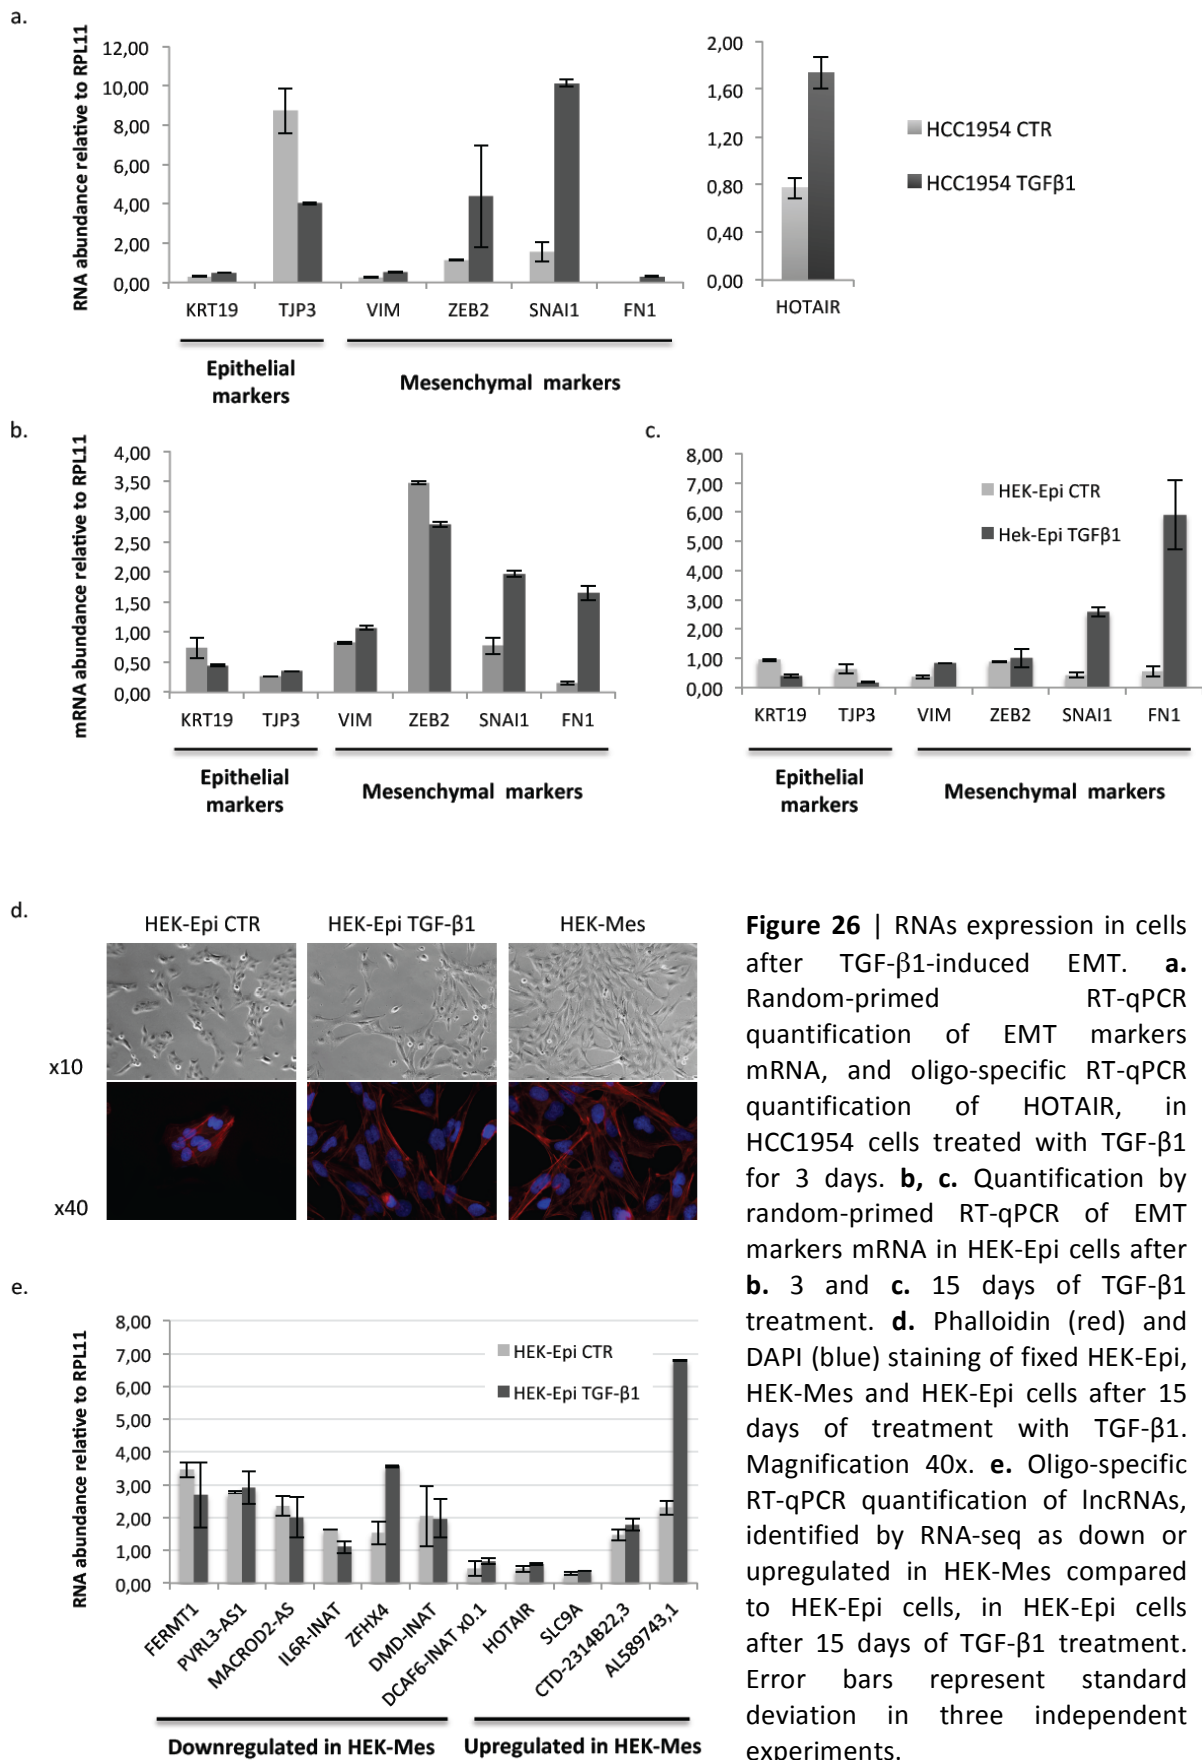 a.
RNA abundance relative to RPL11
12,00
10,00
8,00
6,00
4,00
2,00
0,00
KRT19 TJP3 VIM ZEB2 SNAI1 FN1
Epithelial markers
Mesenchymal markers
2,00
1,60
1,20
0,80
0,40
0,00
HOTAIR
HCC1954 CTR
HCC1954 TGFβ1
b.
mRNA abundance relative to RPL11
4,00
3,50
3,00
2,50
2,00
1,50
1,00
0,50
0,00
KRT19 TJP3 VIM ZEB2 SNAI1 FN1
Epithelial
markers
Mesenchymal markers
c.
8,00
7,00
6,00
5,00
4,00
3,00
2,00
1,00
0,00
HEK-Epi CTR
Hek-Epi TGFβ1
KRT19 TJP3 VIM ZEB2 SNAI1 FN1
Epithelial
markers
Mesenchymal markers
d.
HEK-Epi CTR HEK-Epi TGF-β1 HEK-Mes
x10
x40
e.
RNA abundance relative to RPL11
8,00
7,00
6,00
5,00
4,00
3,00
2,00
1,00
0,00
HEK-Epi CTR
HEK-Epi TGF-β1
FERMT1
PVRL3-AS1
MACROD2-AS
IL6R-INAT
ZFHX4
DMD-INAT
DCAF6-INAT x0.1
HOTAIR
SLC9A
CTD-2314B22,3
AL589743,1
Downregulated in HEK-Mes
Upregulated in HEK-Mes
Figure 26 | RNAs expression in cells
after TGF-β1-induced EMT. a.
Random-primed RT-qPCR
quantification of EMT markers
mRNA, and oligo-specific RT-qPCR
quantification of HOTAIR, in
HCC1954 cells treated with TGF-β1
for 3 days. b, c. Quantification by
random-primed RT-qPCR of EMT
markers mRNA in HEK-Epi cells after
b. 3 and c. 15 days of TGF-β1
treatment. d. Phalloidin (red) and
DAPI (blue) staining of fixed HEK-Epi,
HEK-Mes and HEK-Epi cells after 15
days of treatment with TGF-β1.
Magnification 40x. e. Oligo-specific
RT-qPCR quantification of lncRNAs,
identified by RNA-seq as down or
upregulated in HEK-Mes compared
to HEK-Epi cells, in HEK-Epi cells
after 15 days of TGF-β1 treatment.
Error bars represent standard
deviation in three independent
experiments.